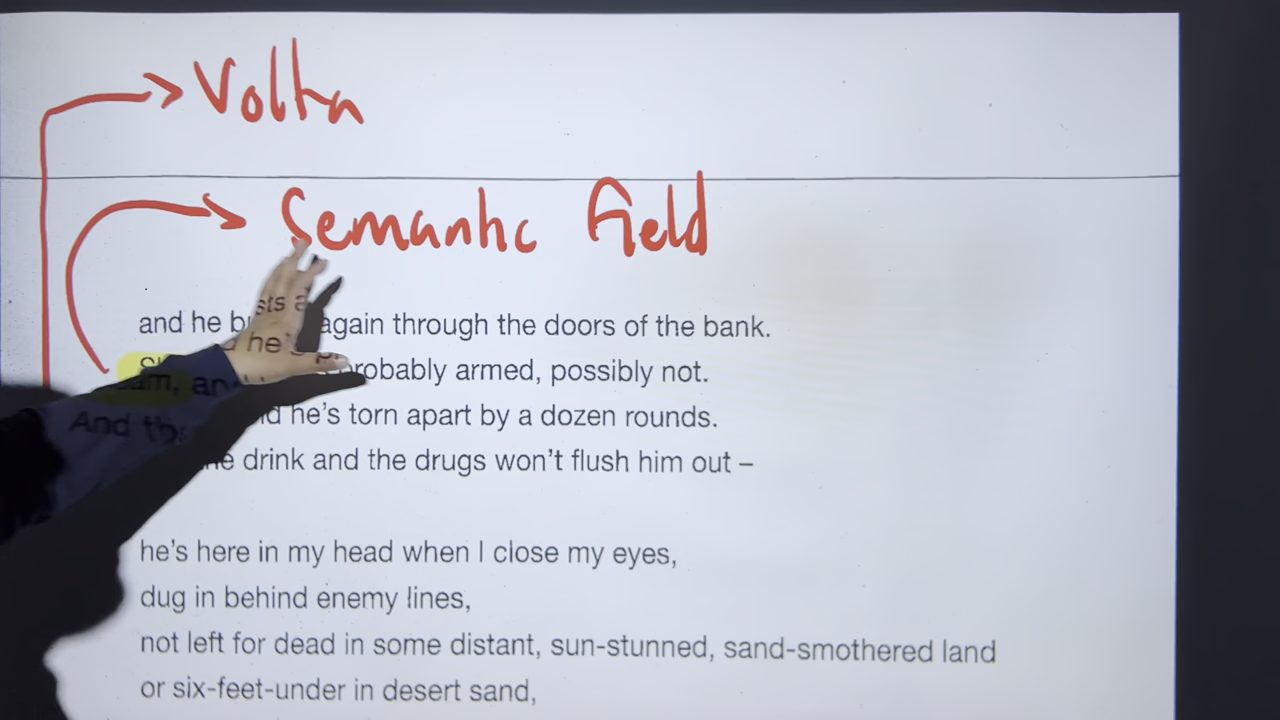 Volta
Semantic field
and he again through the doors of the bank.
he's probably armed, possibly not.
he's torn apart by a dozen rounds.
drink and the drugs won't flush him out –
he's here in my head when I close my eyes,
dug in behind enemy lines,
not left for dead in some distant, sun-stunned, sand-smothered land
or six-feet-under in desert sand,